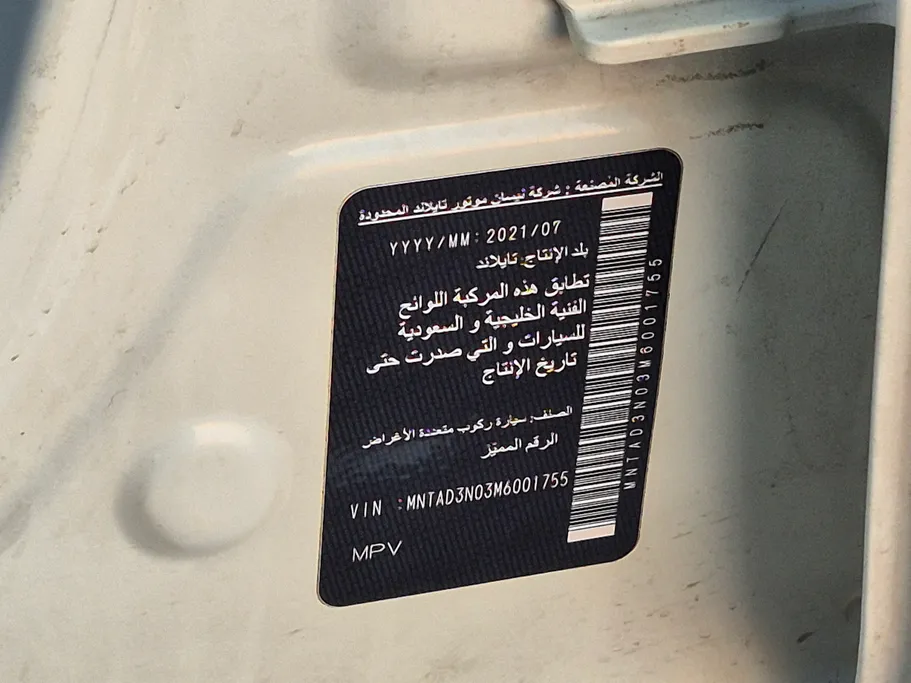 الشركة المصنعة : شركة نيسان موتور تايلاند المحدودة
YYYY/MM: 2021/07
بلد الإنتاج: تايلاند
تطابق هذه المركبة اللوائح
الفنية الخليجية و السعودية
للسيارات و التي صدرت حتى
تاريخ الإنتاج
الصنف: سيارة ركوب متعددة الأغراض
الرقم المميّز
VIN :MNTAD3N03M6001755
MPV
MNTAD3N03M6001755